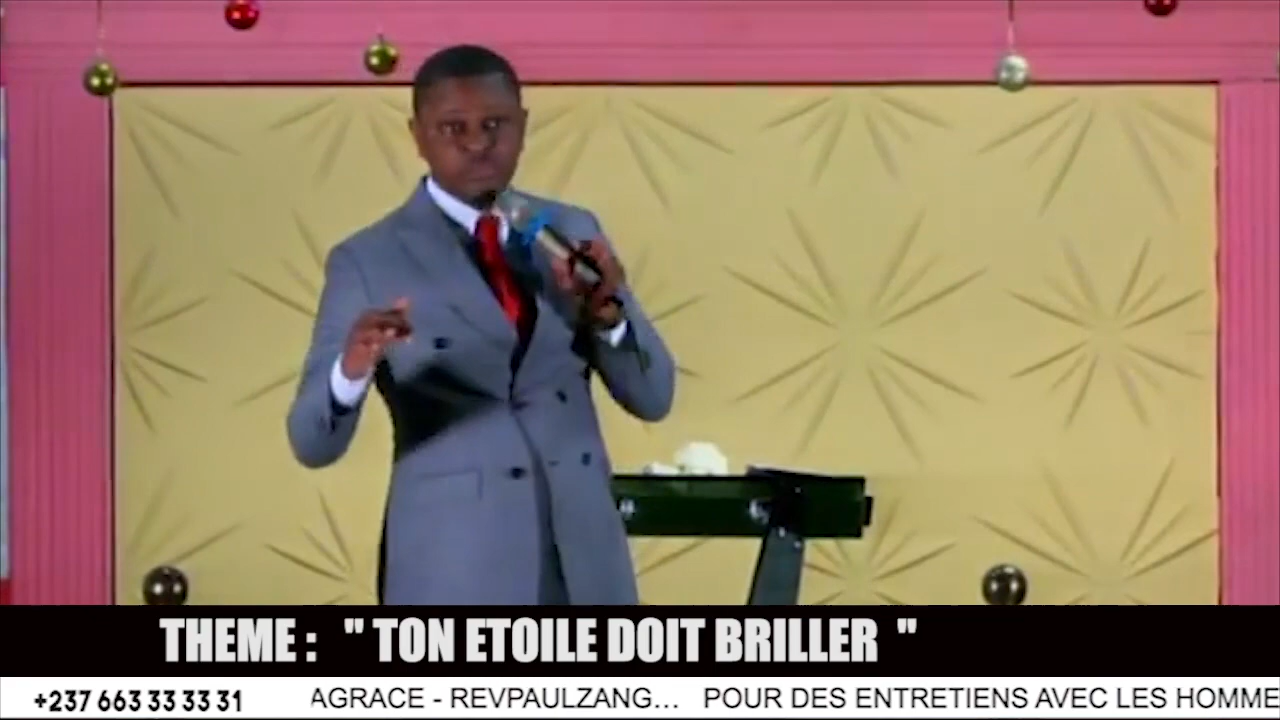 THEME : " TON ETOILE DOIT BRILLER "
+237 663 33 33 31 AGRACE - REVPAULZANG... POUR DES ENTRETIENS AVEC LES HOMME